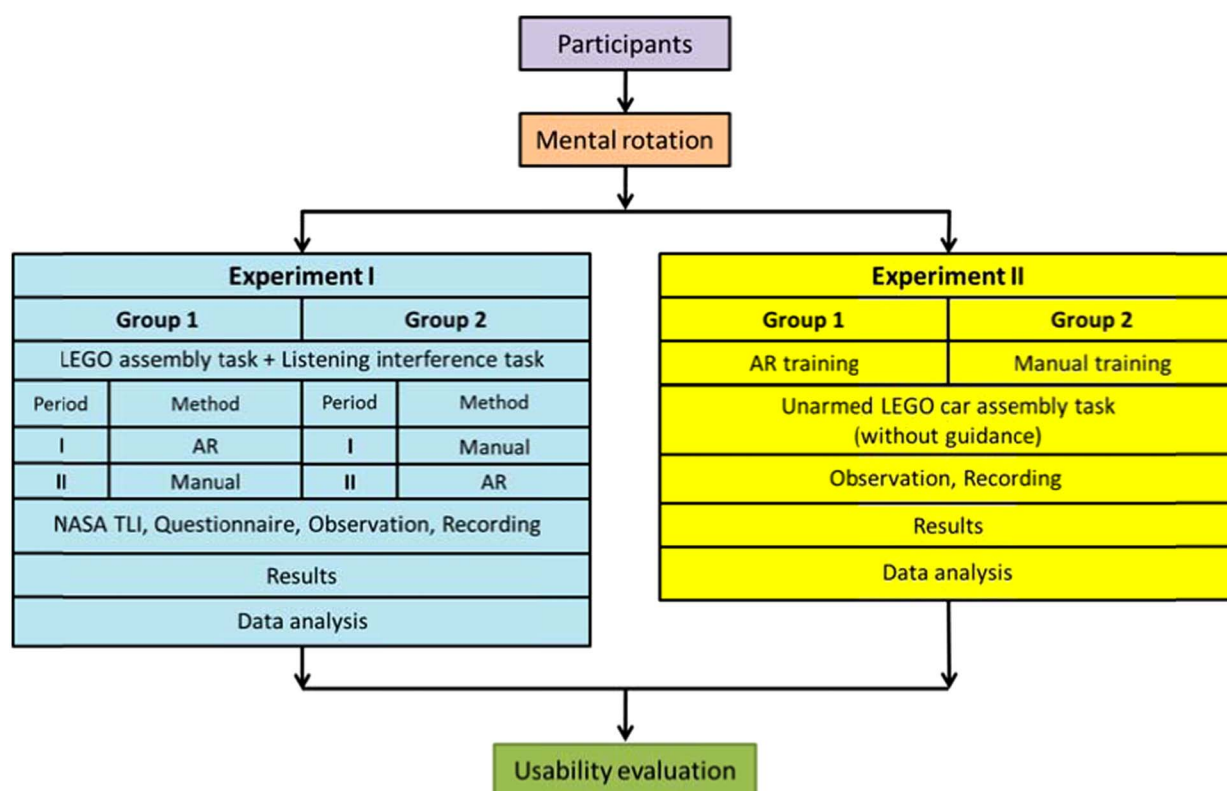 Participants
Mental rotation
Experiment I
Group 1 Group 2
LEGO assembly task + Listening interference task
Period Method Period Method
I AR I Manual
II Manual II AR
NASA TLI, Questionnaire, Observation, Recording
Results
Data analysis
Experiment II
Group 1 Group 2
AR training Manual training
Unarmed LEGO car assembly task
(without guidance)
Observation, Recording
Results
Data analysis
Usability evaluation